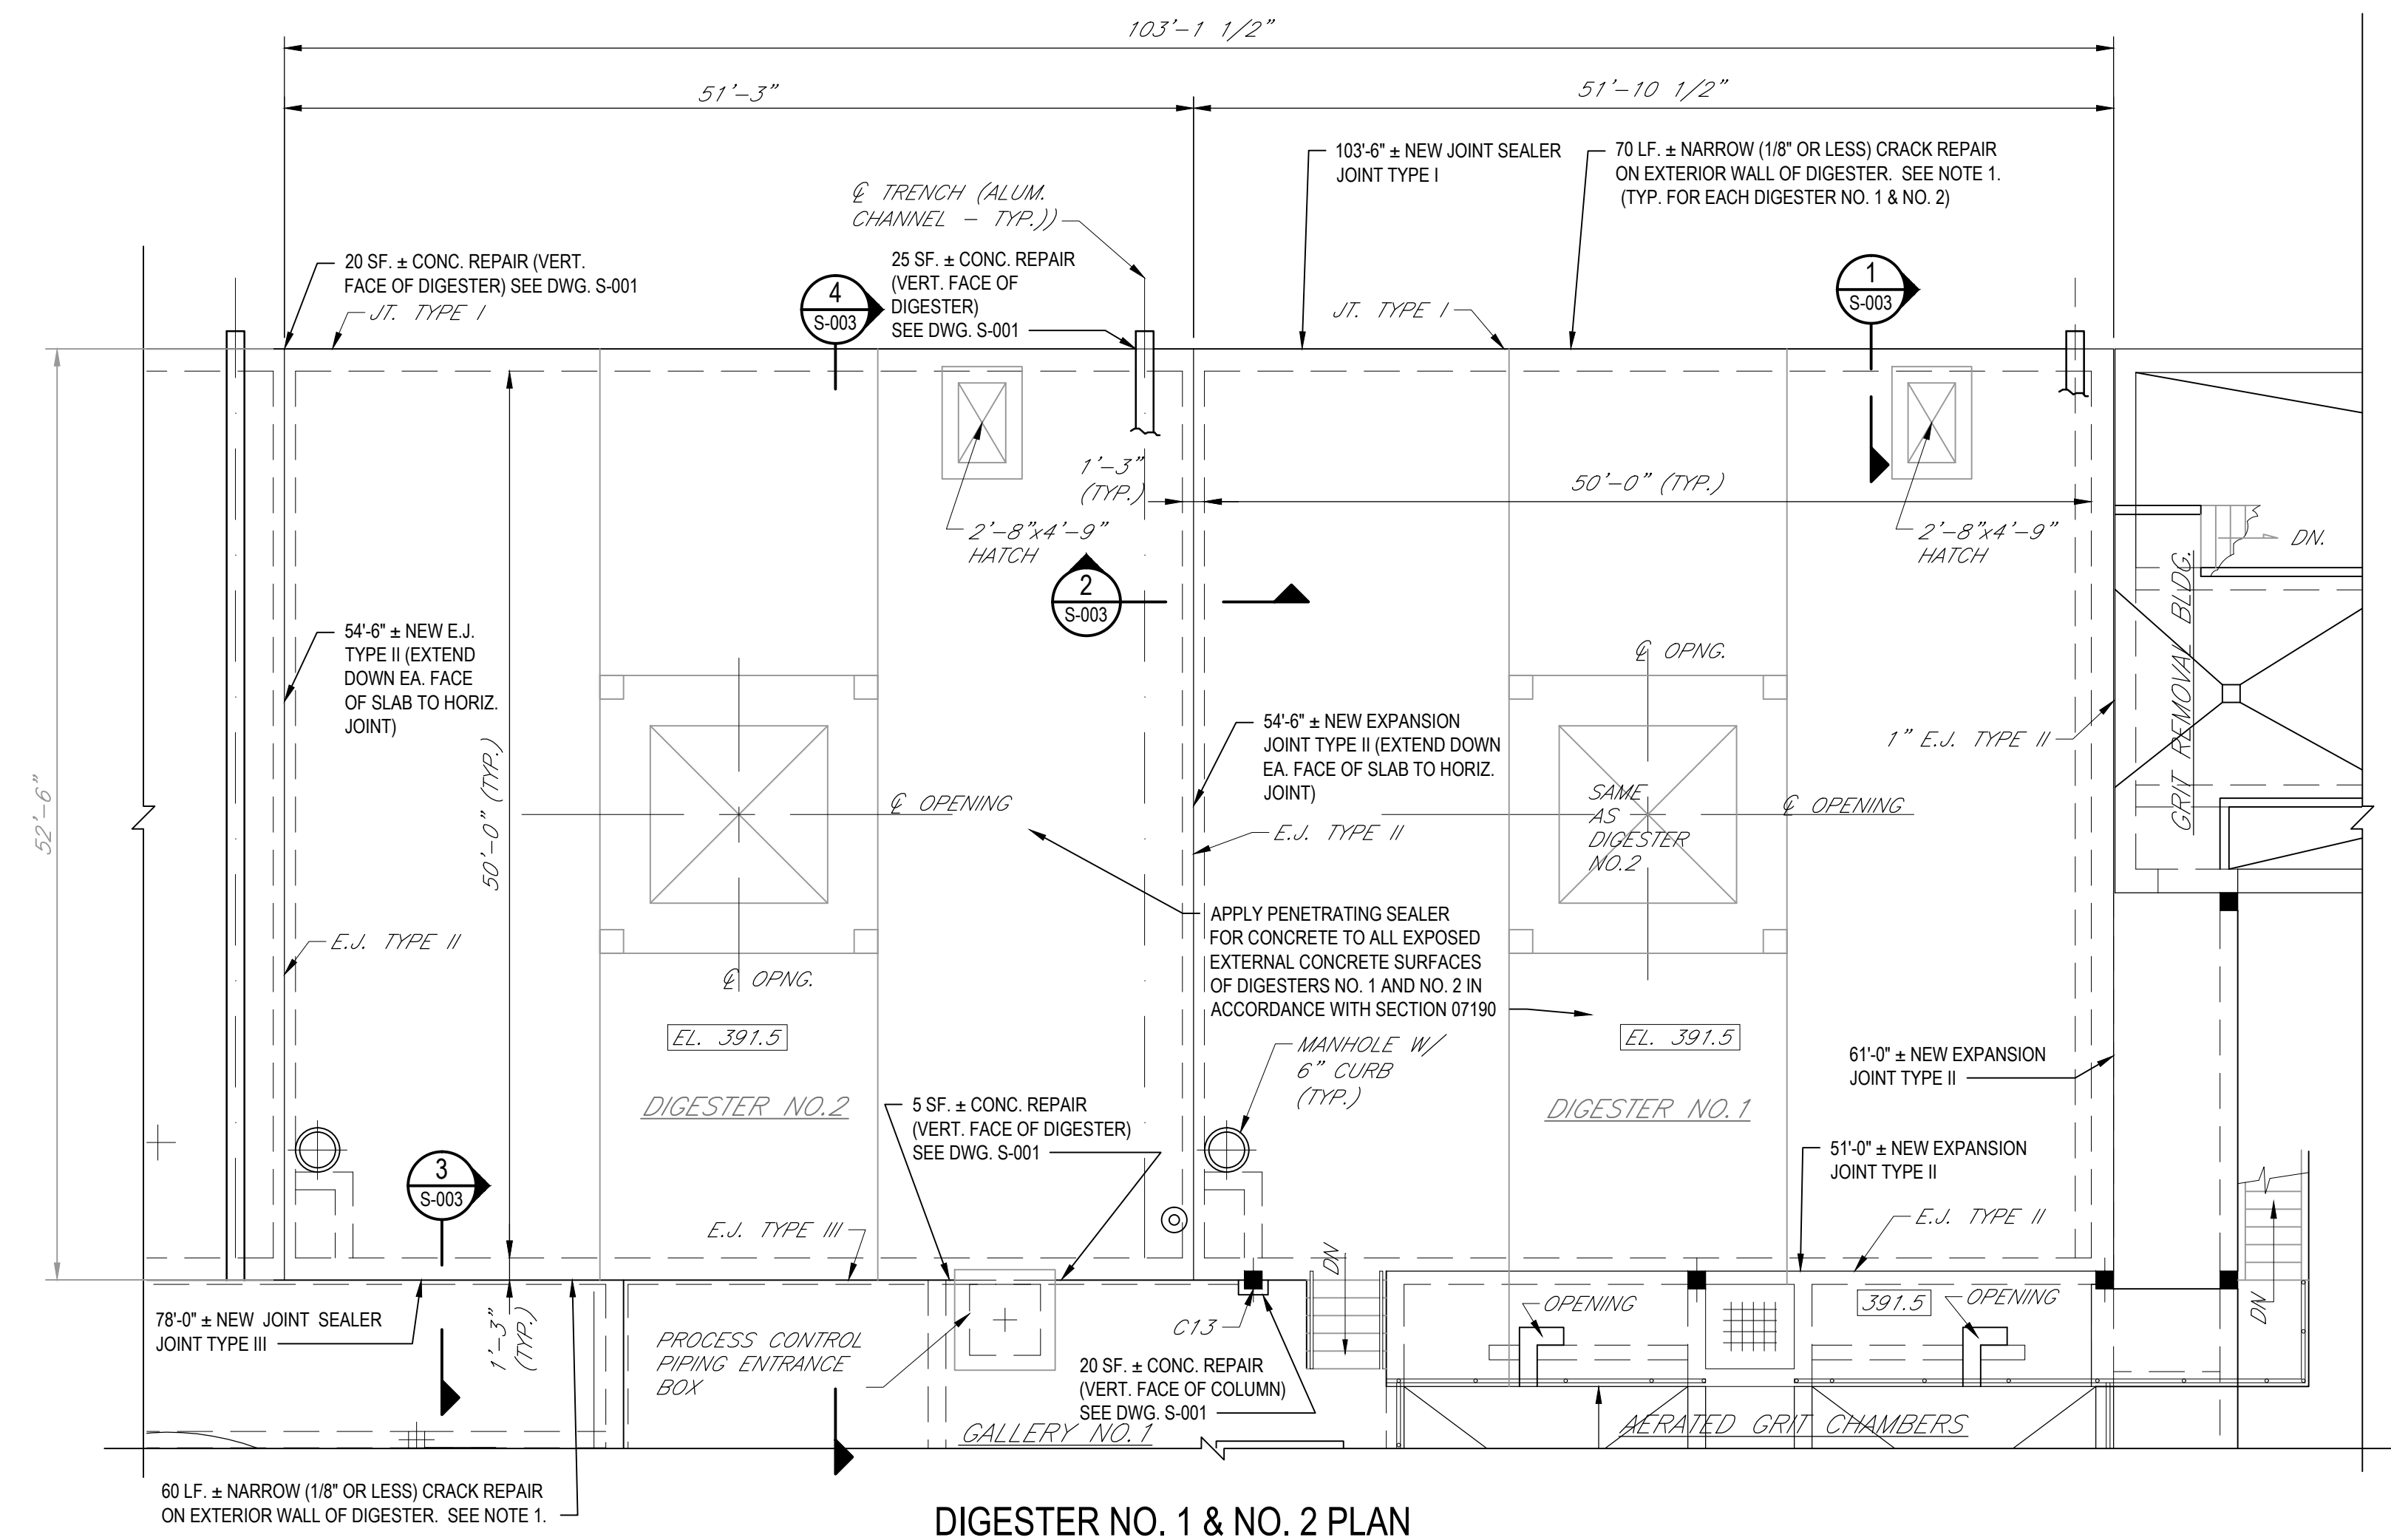 103'-1 1/2"
51'-3"
51'-10 1/2"
103'-6" ± NEW JOINT SEALER
JOINT TYPE I
70 LF. ± NARROW (1/8" OR LESS) CRACK REPAIR
ON EXTERIOR WALL OF DIGESTER. SEE NOTE 1.
(TYP. FOR EACH DIGESTER NO. 1 & NO. 2)
℄ TRENCH (ALUM.
CHANNEL - TYP.))
20 SF. ± CONC. REPAIR (VERT.
FACE OF DIGESTER) SEE DWG. S-001
JT. TYPE I
4
S-003
25 SF. ± CONC. REPAIR
(VERT. FACE OF
DIGESTER)
SEE DWG. S-001
JT. TYPE I
1
S-003
1'-3"
(TYP.)
50'-0" (TYP.)
2'-8"x4'-9"
HATCH
2'-8"x4'-9"
HATCH
DN.
2
S-003
GRIT REMOVAL BLDG.
54'-6" ± NEW E.J.
TYPE II (EXTEND
DOWN EA. FACE
OF SLAB TO HORIZ.
JOINT)
℄ OPNG.
54'-6" ± NEW EXPANSION
JOINT TYPE II (EXTEND DOWN
EA. FACE OF SLAB TO HORIZ.
JOINT)
1" E.J. TYPE II
52'-6"
50'-0" (TYP.)
℄ OPENING
SAME
AS
DIGESTER
NO.2
℄ OPENING
E.J. TYPE II
E.J. TYPE II
APPLY PENETRATING SEALER
FOR CONCRETE TO ALL EXPOSED
EXTERNAL CONCRETE SURFACES
OF DIGESTERS NO. 1 AND NO. 2 IN
ACCORDANCE WITH SECTION 07190
℄ OPNG.
EL. 391.5
EL. 391.5
MANHOLE W/
6" CURB
(TYP.)
61'-0" ± NEW EXPANSION
JOINT TYPE II
DIGESTER NO.2
DIGESTER NO.1
5 SF. ± CONC. REPAIR
(VERT. FACE OF DIGESTER)
SEE DWG. S-001
51'-0" ± NEW EXPANSION
JOINT TYPE II
3
S-003
E.J. TYPE III
E.J. TYPE II
DN
DN
78'-0" ± NEW JOINT SEALER
JOINT TYPE III
1'-3"
(TYP.)
PROCESS CONTROL
PIPING ENTRANCE
BOX
C13
OPENING
391.5
OPENING
20 SF. ± CONC. REPAIR
(VERT. FACE OF COLUMN)
SEE DWG. S-001
GALLERY NO.1
AERATED GRIT CHAMBERS
60 LF. ± NARROW (1/8" OR LESS) CRACK REPAIR
ON EXTERIOR WALL OF DIGESTER. SEE NOTE 1.
DIGESTER NO. 1 & NO. 2 PLAN